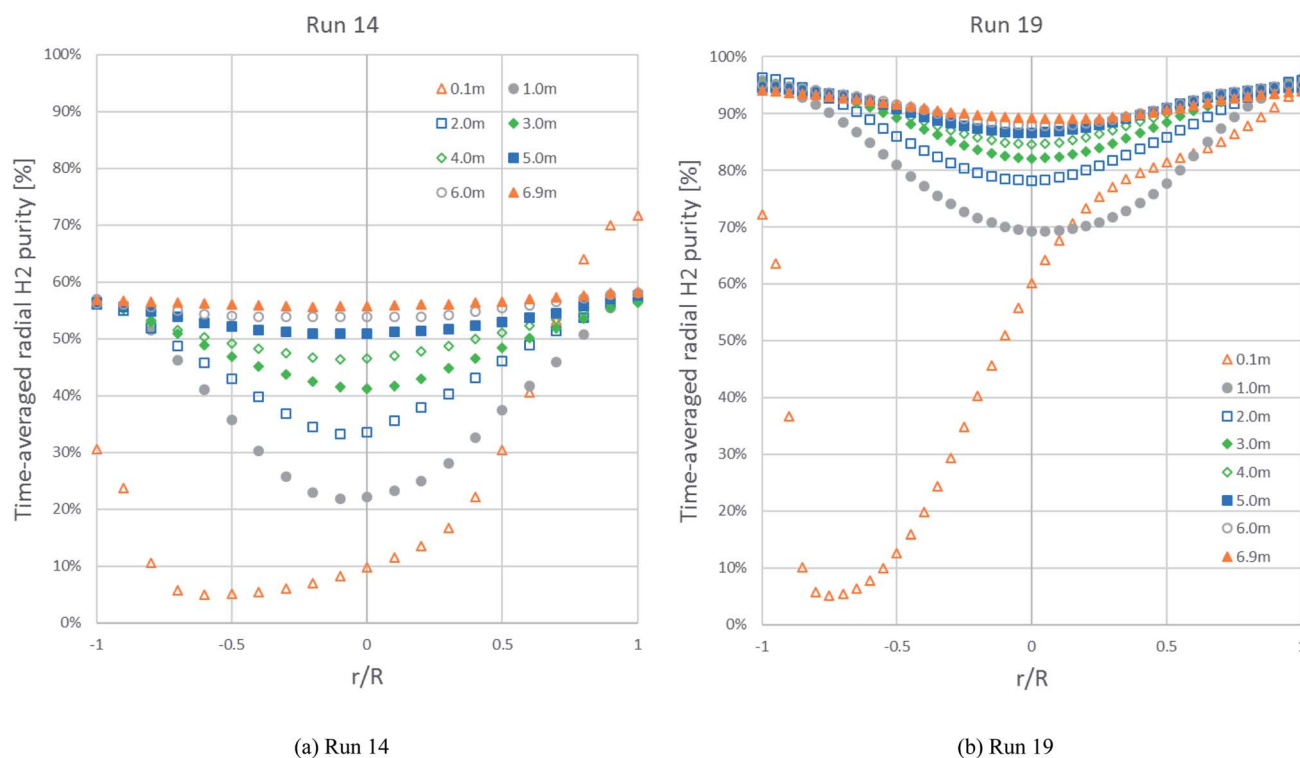 Run 14
Time-averaged radial H2 purity [%]
100%
90%
80%
70%
60%
50%
40%
30%
20%
10%
0%
0.1m 1.0m
2.0m 3.0m
4.0m 5.0m
6.0m 6.9m
-1 -0.5 0 0.5 1
r/R
(a) Run 14
Run 19
Time-averaged radial H2 purity [%]
100%
90%
80%
70%
60%
50%
40%
30%
20%
10%
0%
0.1m
1.0m
2.0m
3.0m
4.0m
5.0m
6.0m
6.9m
-1 -0.5 0 0.5 1
r/R
(b) Run 19